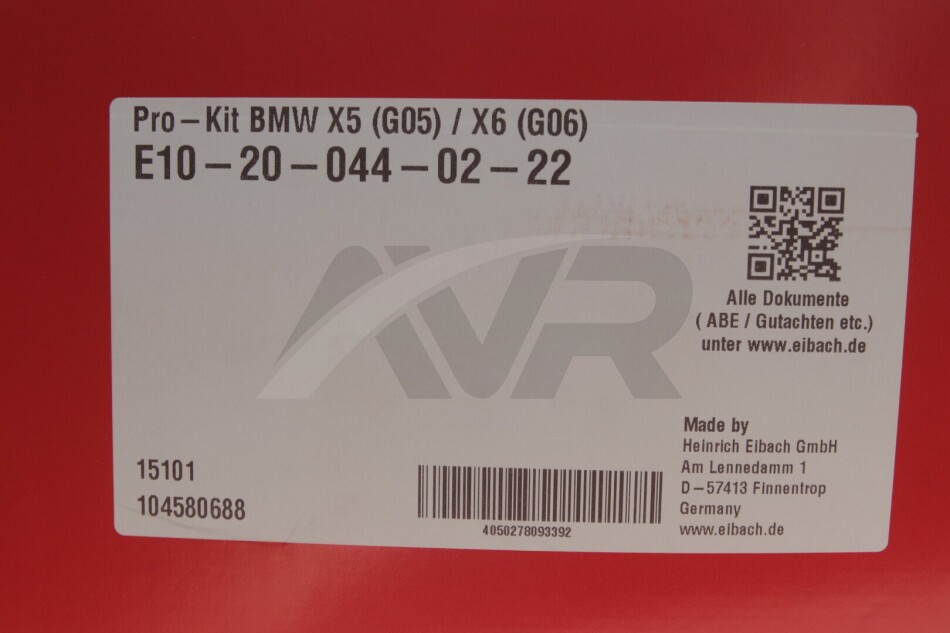 Pro-Kit BMW X5 (G05) / X6 (G06)
E10-20-044-02-22
AVR
Alle Dokumente
( ABE / Gutachten etc.)
unter www.eibach.de
15101
104580688
4050278093392
Made by
Heinrich Eibach GmbH
Am Lennedamm 1
D-57413 Finnentrop
Germany
www.eibach.de